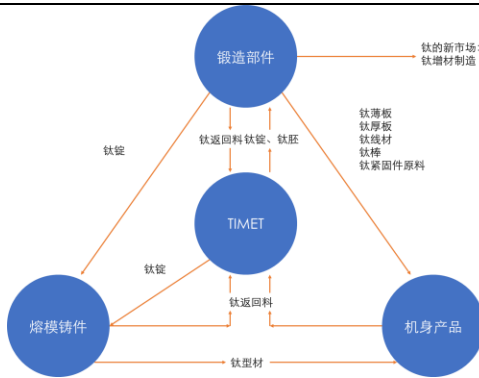 锻造部件
钛的新市场：
钛增材制造
钛薄板
钛厚板
钛线材
钛棒
钛紧固件原料
钛锭
钛返回料
钛锭、钛胚
TIMET
钛锭
钛返回料
熔模铸件
机身产品
钛型材